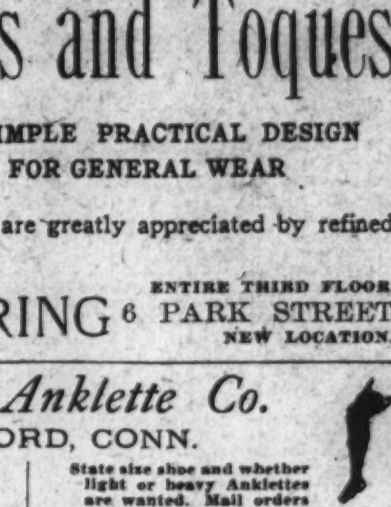 s and Toques
IMPLE PRACTICAL DESIGN
FOR GENERAL WEAR
are greatly appreciated by refined
RING 6
ENTIRE THIRD FLOOR
PARK STREET
NEW LOCATION.
Anklette Co.
ORD, CONN.
State size shoe and whether
light or heavy Anklettes
are wanted. Mail orders